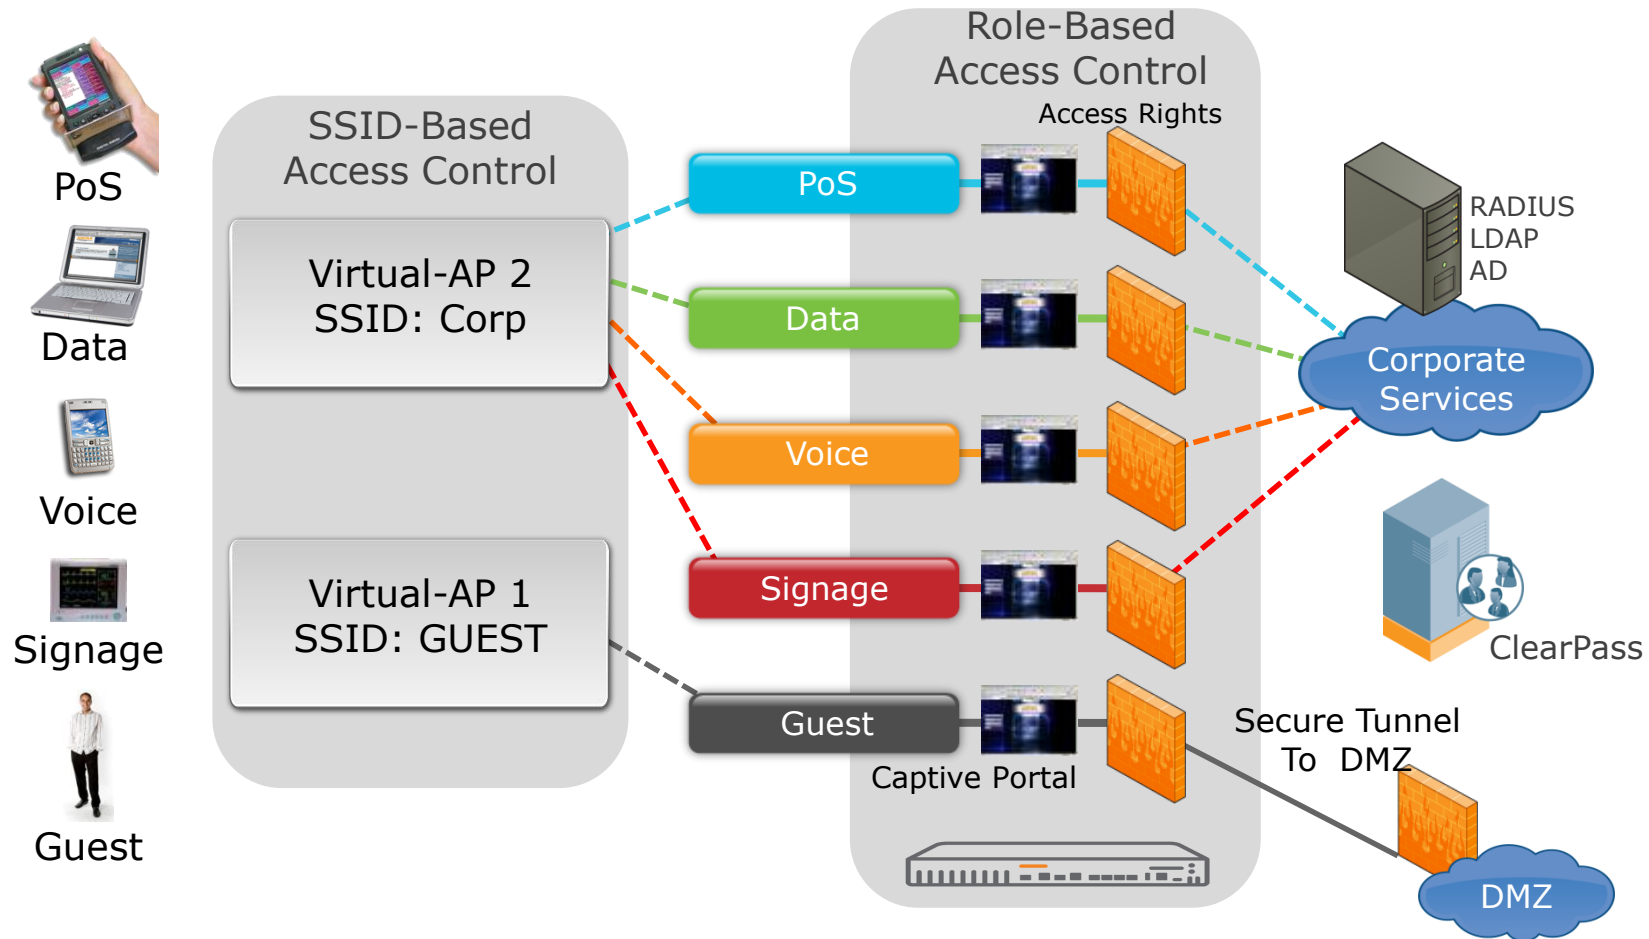 Role-Based
Access Control
Access Rights
SSID-Based
Access Control
PoS
Data
Voice
Signage
Guest
Virtual-AP 2
SSID: Corp
Virtual-AP 1
SSID: GUEST
PoS
Data
Voice
Signage
Guest
Captive Portal
RADIUS
LDAP
AD
Corporate
Services
ClearPass
Secure Tunnel
To DMZ
DMZ